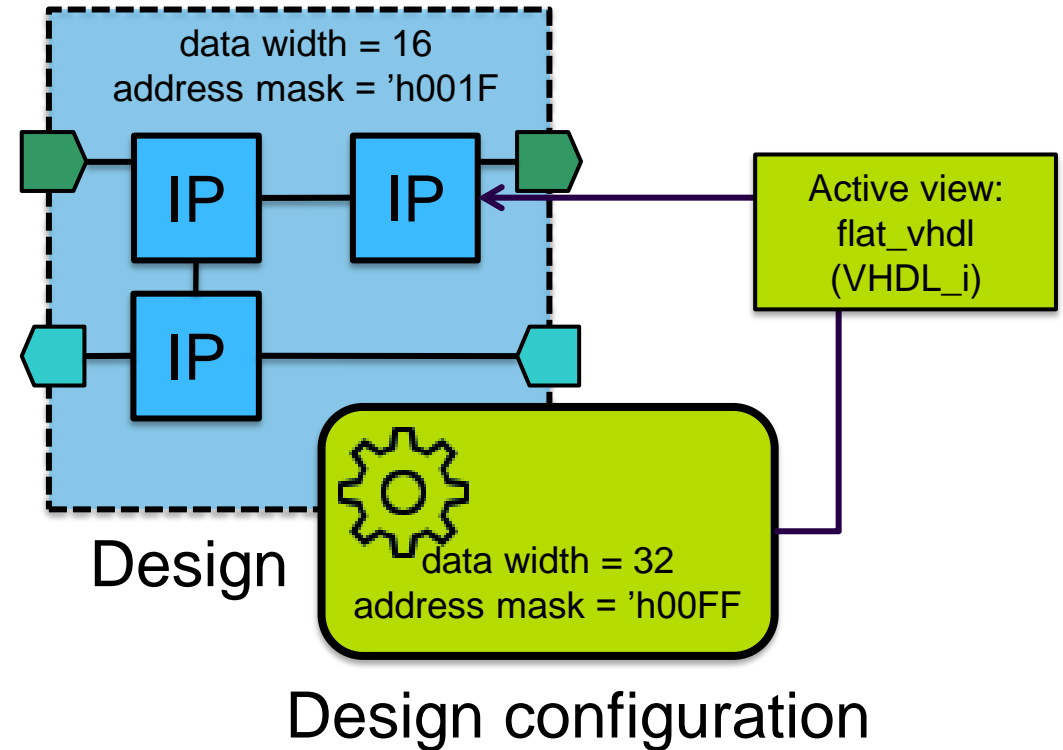 data width = 16
address mask = ’h001F
IP
IP
IP
Active view:
flat_vhdl
(VHDL_i)
Design
data width = 32
address mask = ’h00FF
Design configuration